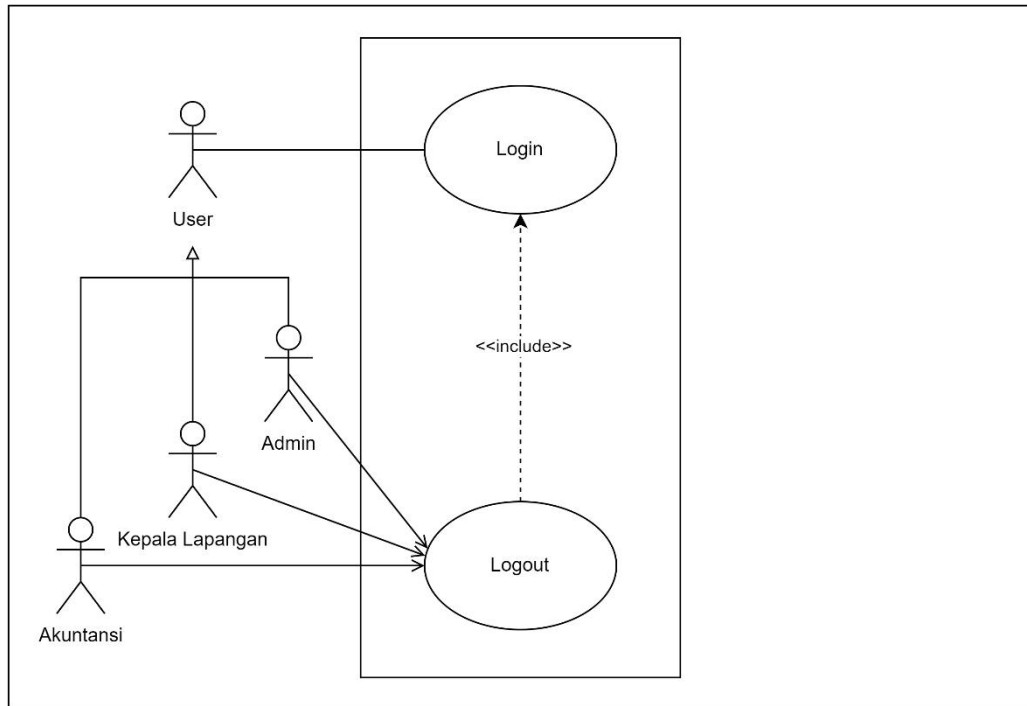 Login
User
<<include>>
Admin
Kepala Lapangan
Logout
Akuntansi